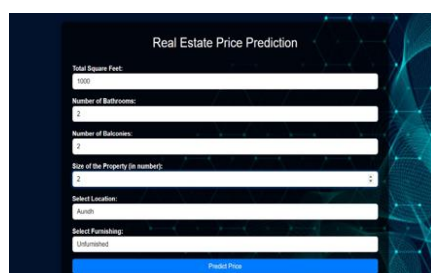 Real Estate Price Prediction
Total Square Feet:
1000
Number of Bathrooms:
2
Number of Balconies:
2
Size of the Property (in number):
2
Select Location:
Aundh
Select Furnishing:
Unfurnished
Predict Price